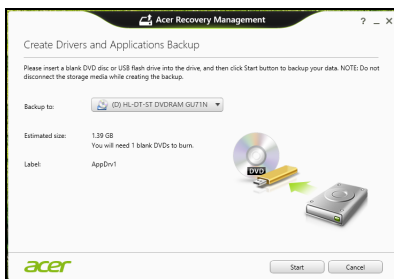 Acer Recovery Management
? _ ×
Create Drivers and Applications Backup
Please insert a blank DVD disc or USB flash drive into the drive, and then click Start button to backup your data. NOTE: Do not
disconnect the storage media while creating the backup.
Backup to: (D) HL-DT-ST DVDRAM GU71N
Estimated size: 1.39 GB
You will need 1 blank DVDs to burn.
Label: AppDrv1
DVD
acer
Start Cancel